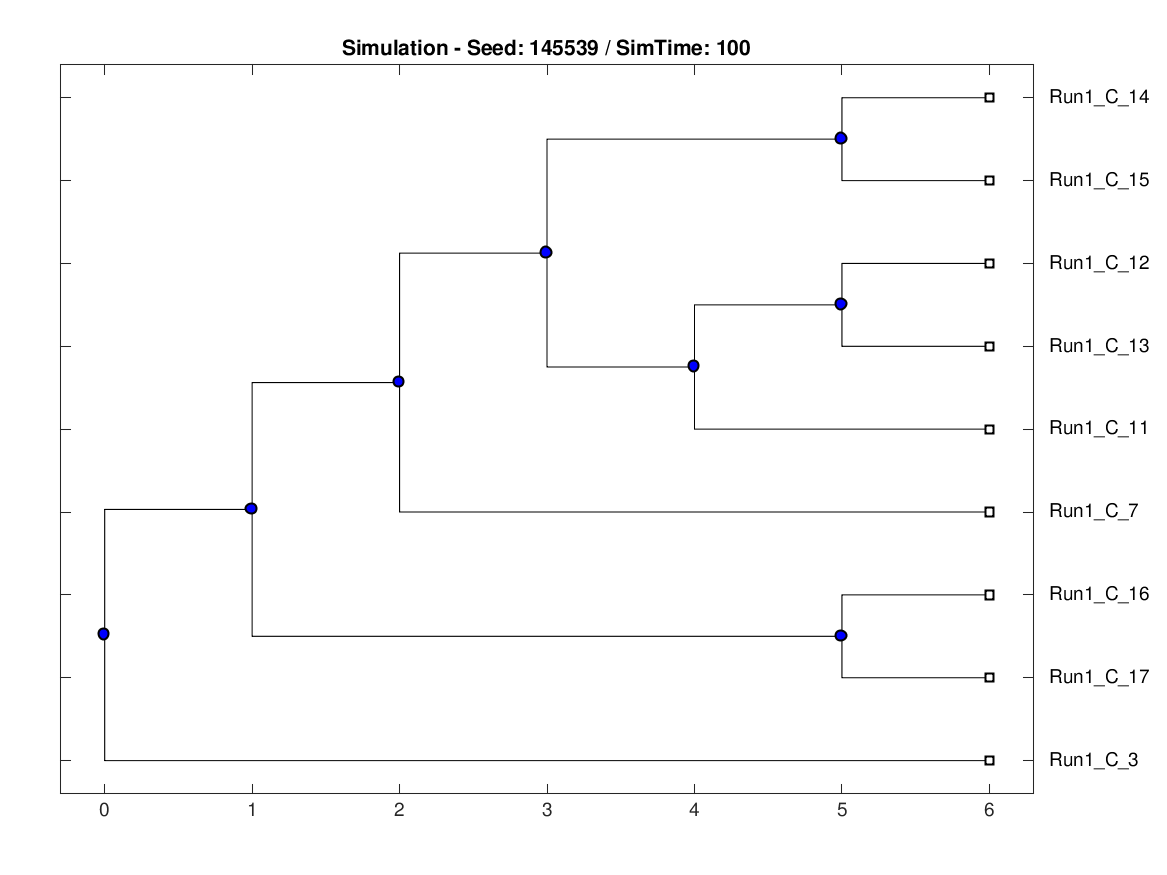 Simulation - Seed: 145539 / SimTime: 100
Run1_C_14
Run1_C_15
Run1_C_12
Run1_C_13
Run1_C_11
Run1_C_7
Run1_C_16
Run1_C_17
Run1_C_3
0 1 2 3 4 5 6